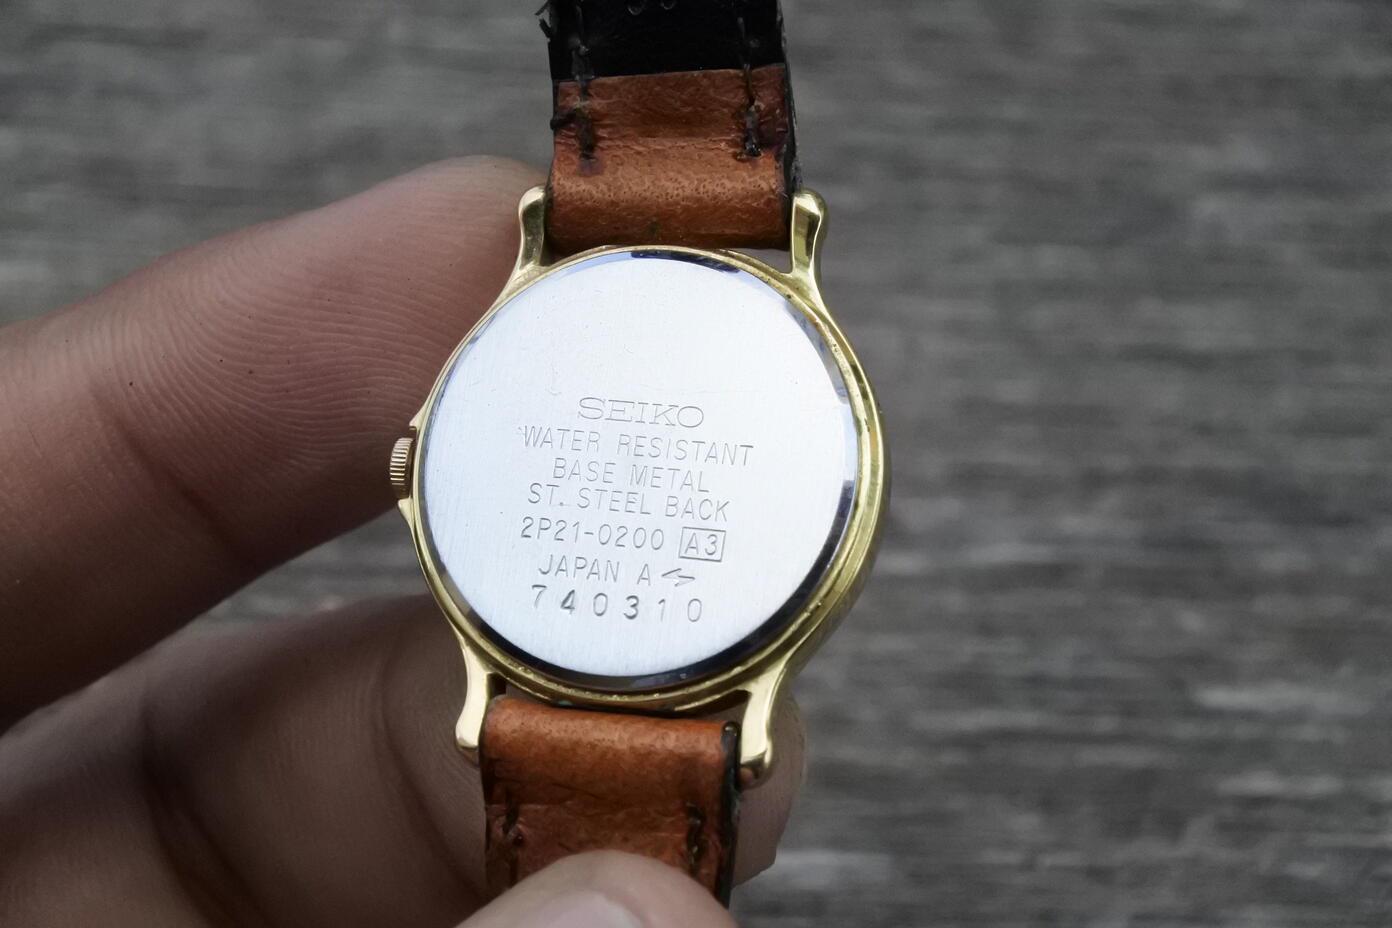 SEIKO
WATER RESISTANT
BASE METAL
ST. STEEL BACK
2P21-0200 A3
JAPAN A
740310